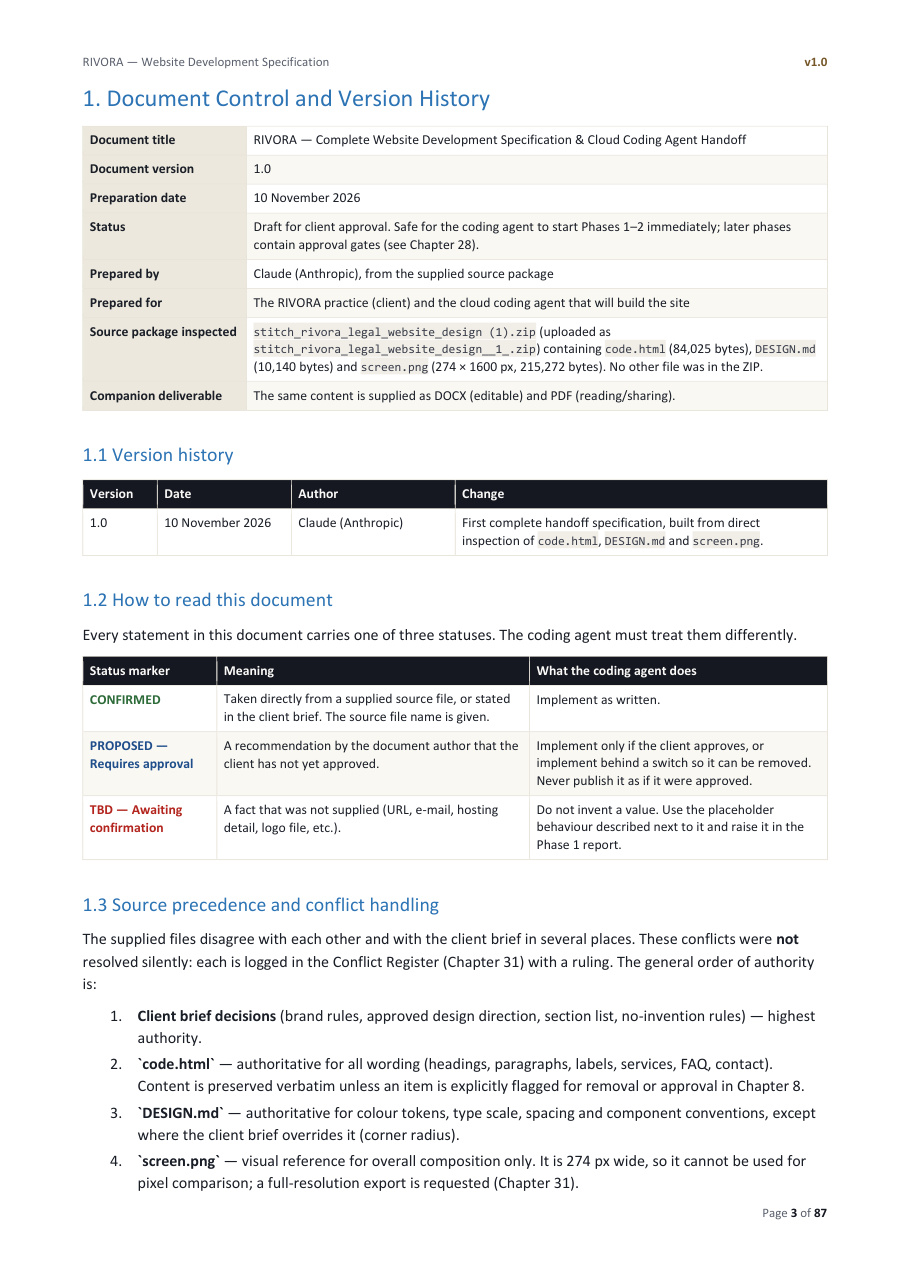 RIVORA — Website Development Specification
v1.0
1. Document Control and Version History
Document title
RIVORA — Complete Website Development Specification & Cloud Coding Agent Handoff
Document version
1.0
Preparation date
10 November 2026
Status
Draft for client approval. Safe for the coding agent to start Phases 1–2 immediately; later phases
contain approval gates (see Chapter 28).
Prepared by
Claude (Anthropic), from the supplied source package
Prepared for
The RIVORA practice (client) and the cloud coding agent that will build the site
Source package inspected
stitch_rivora_legal_website_design (1).zip (uploaded as
stitch_rivora_legal_website_design__1_.zip) containing code.html (84,025 bytes), DESIGN.md
(10,140 bytes) and screen.png (274 × 1600 px, 215,272 bytes). No other file was in the ZIP.
Companion deliverable
The same content is supplied as DOCX (editable) and PDF (reading/sharing).
1.1 Version history
Version
Date
Author
Change
1.0
10 November 2026
Claude (Anthropic)
First complete handoff specification, built from direct
inspection of code.html, DESIGN.md and screen.png.
1.2 How to read this document
Every statement in this document carries one of three statuses. The coding agent must treat them differently.
Status marker
Meaning
What the coding agent does
CONFIRMED
Taken directly from a supplied source file, or stated
in the client brief. The source file name is given.
Implement as written.
PROPOSED —
Requires approval
A recommendation by the document author that the
client has not yet approved.
Implement only if the client approves, or
implement behind a switch so it can be removed.
Never publish it as if it were approved.
TBD — Awaiting
confirmation
A fact that was not supplied (URL, e-mail, hosting
detail, logo file, etc.).
Do not invent a value. Use the placeholder
behaviour described next to it and raise it in the
Phase 1 report.
1.3 Source precedence and conflict handling
The supplied files disagree with each other and with the client brief in several places. These conflicts were not
resolved silently: each is logged in the Conflict Register (Chapter 31) with a ruling. The general order of authority
is:
1. Client brief decisions (brand rules, approved design direction, section list, no-invention rules) — highest
authority.
2. `code.html` — authoritative for all wording (headings, paragraphs, labels, services, FAQ, contact).
Content is preserved verbatim unless an item is explicitly flagged for removal or approval in Chapter 8.
3. `DESIGN.md` — authoritative for colour tokens, type scale, spacing and component conventions, except
where the client brief overrides it (corner radius).
4. `screen.png` — visual reference for overall composition only. It is 274 px wide, so it cannot be used for
pixel comparison; a full-resolution export is requested (Chapter 31).
Page 3 of 87